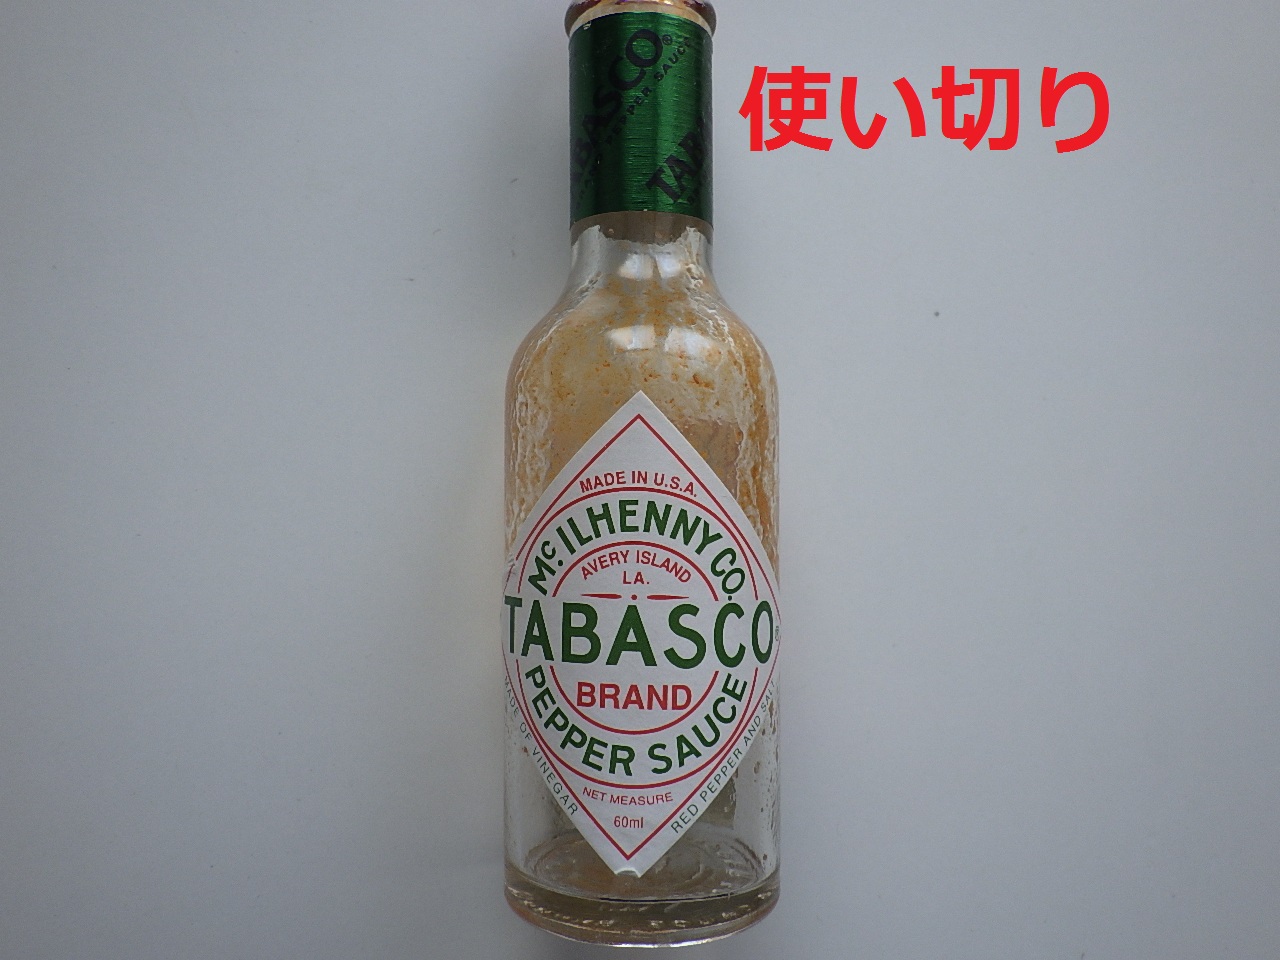 TABASCO®
PEPPER SAUCE
TABASCO
使い切り
MADE IN U.S.A.
McILHENNY CO.
AVERY ISLAND
LA.
TABASCO®
BRAND
PEPPER SAUCE
MADE OF VINEGAR
RED PEPPER AND SALT
NET MEASURE
60ml